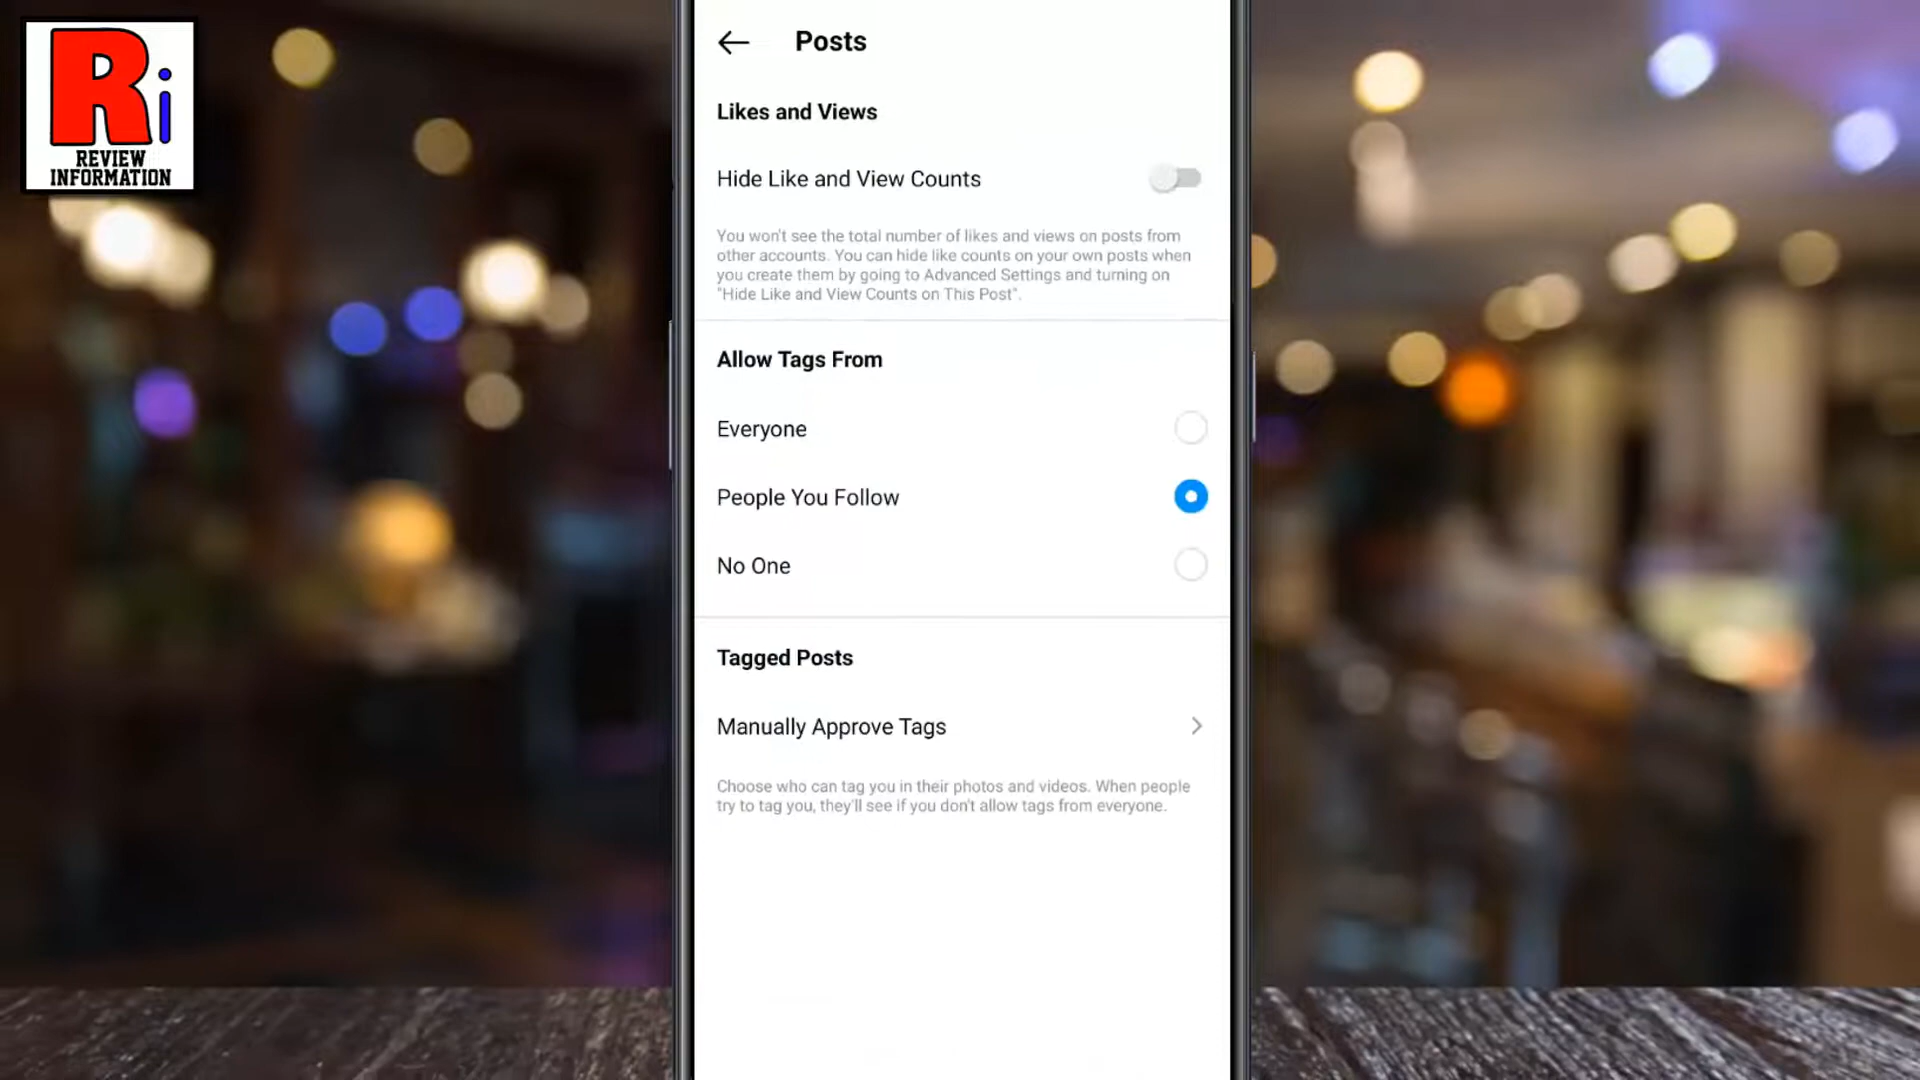 Ri
REVIEW
INFORMATION
Posts
Likes and Views
Hide Like and View Counts
You won't see the total number of likes and views on posts from
other accounts. You can hide like counts on your own posts when
you create them by going to Advanced Settings and turning on
"Hide Like and View Counts on This Post".
Allow Tags From
Everyone
People You Follow
No One
Tagged Posts
Manually Approve Tags
Choose who can tag you in their photos and videos. When people
try to tag you, they'll see if you don't allow tags from everyone.